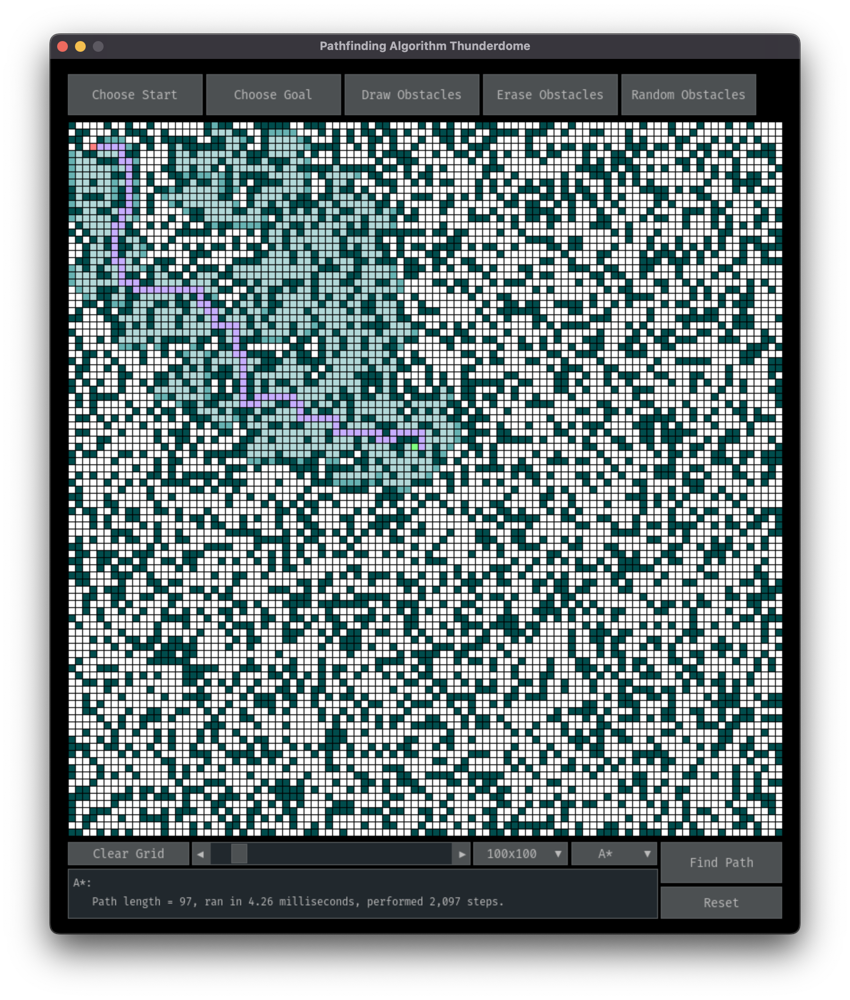 Pathfinding Algorithm Thunderdome
Choose Start
Choose Goal
Draw Obstacles
Erase Obstacles
Random Obstacles
Clear Grid
100x100
A*
Find Path
A*:
Path length = 97, ran in 4.26 milliseconds, performed 2,097 steps.
Reset